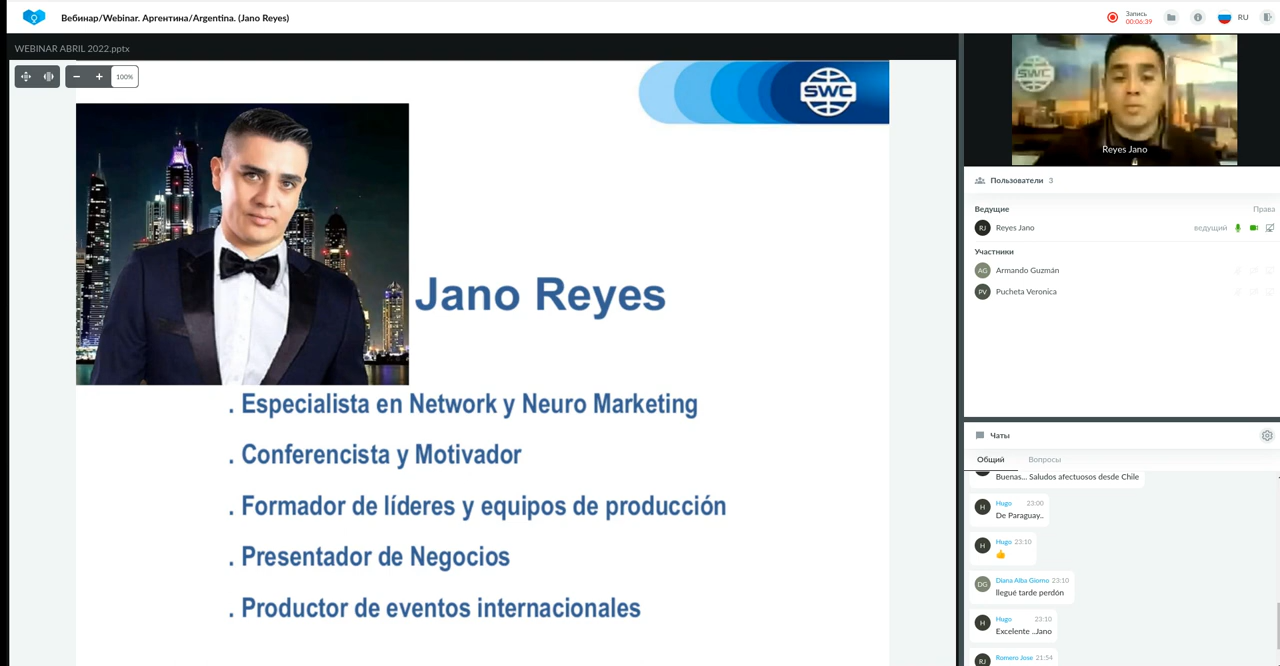 Вебинар/Webinar. Аргентина/Argentina. (Jano Reyes)
Запись
00:06:39
RU
WEBINAR ABRIL 2022.pptx
100%
SWC
Jano Reyes
. Especialista en Network y Neuro Marketing
. Conferencista y Motivador
. Formador de líderes y equipos de producción
. Presentador de Negocios
. Productor de eventos internacionales
SWC
Reyes Jano
Пользователи 3
Ведущие Права
RJ Reyes Jano ведущий
Участники
AG Armando Guzmán
PV Pucheta Veronica
Чаты
Общий Вопросы
Buenas... Saludos afectuosos desde Chile
H Hugo 23:00
De Paraguay..
H Hugo 23:10
👍
DG Diana Alba Giorno 23:10
llegué tarde perdón
H Hugo 23:10
Excelente ..Jano
RJ Romero Jose 21:54